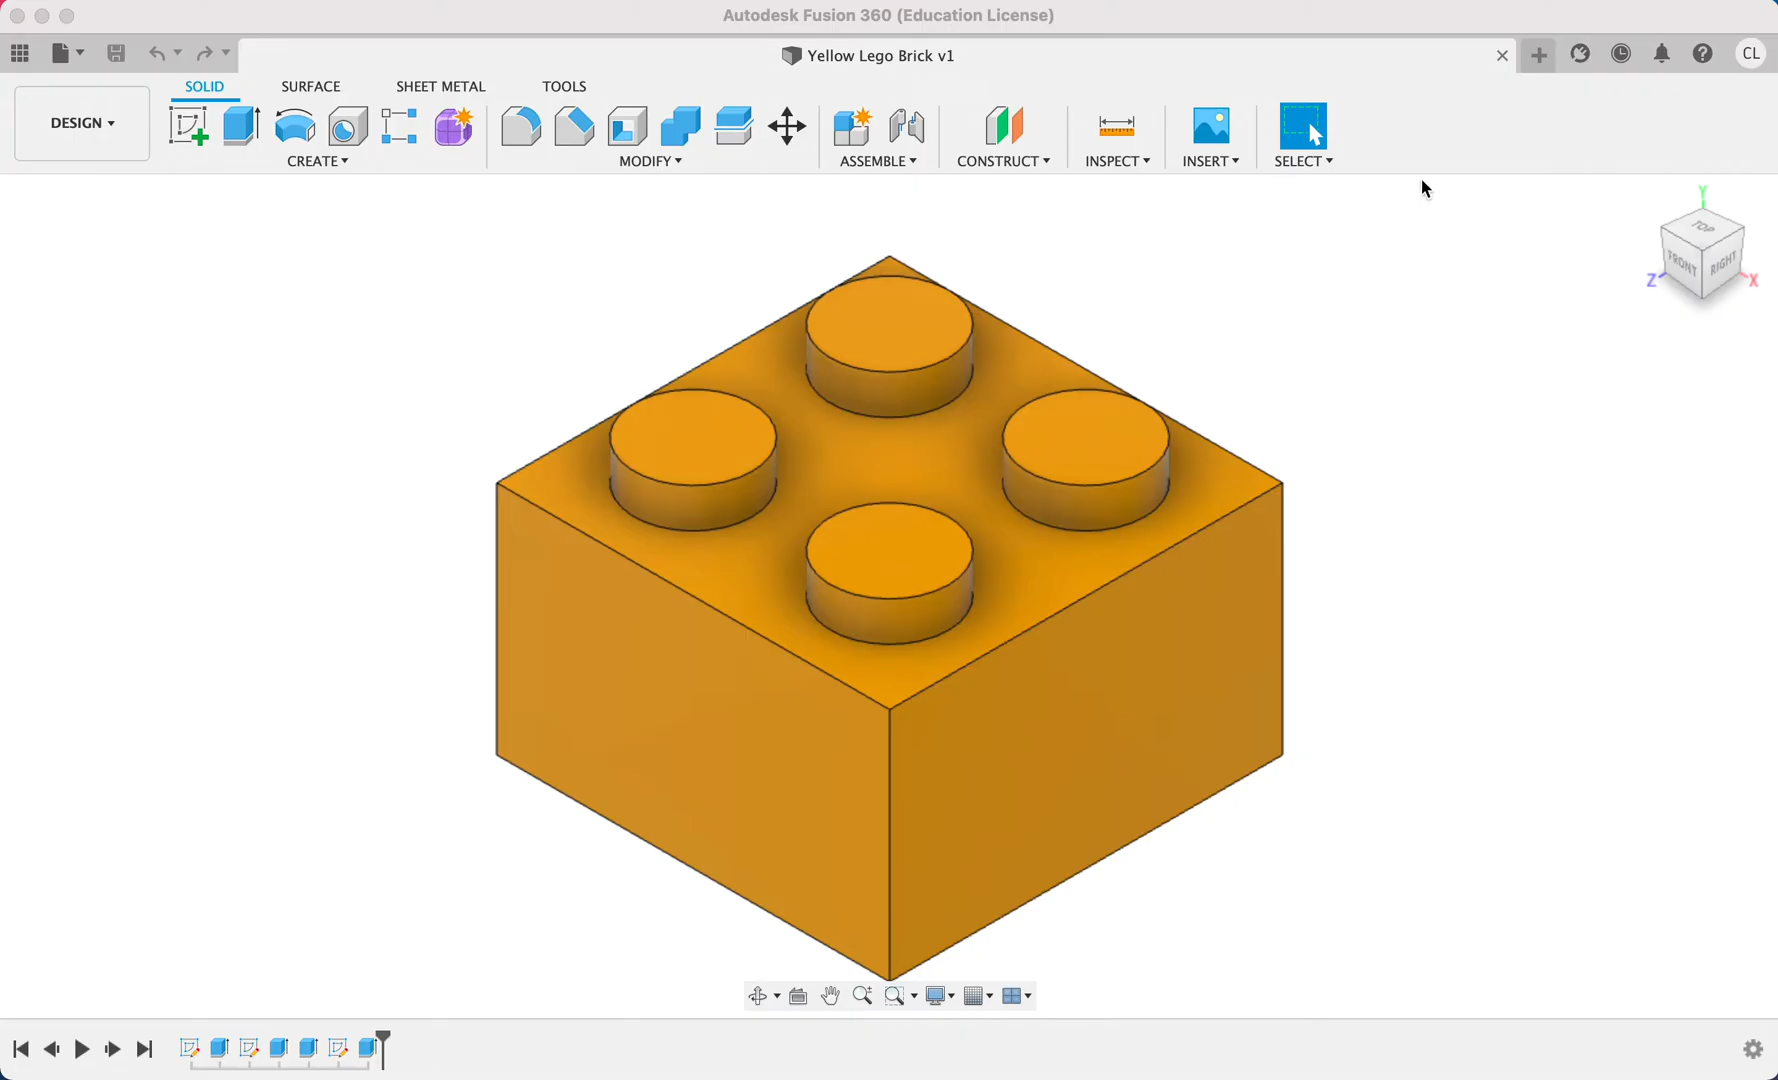 Autodesk Fusion 360 (Education License)
Yellow Lego Brick v1
CL
SOLID SURFACE SHEET METAL TOOLS
DESIGN
CREATE MODIFY ASSEMBLE CONSTRUCT INSPECT INSERT SELECT
Y
TOP
FRONT RIGHT
Z X